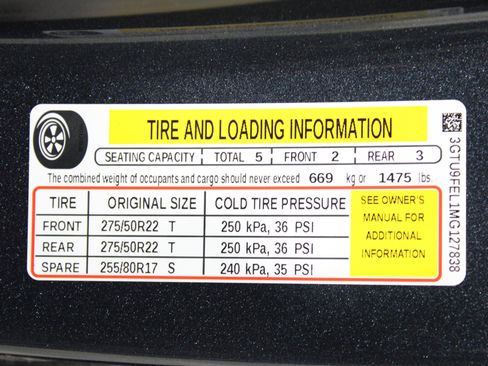 TIRE AND LOADING INFORMATION
SEATING CAPACITY TOTAL 5 FRONT 2 REAR 3
The combined weight of occupants and cargo should never exceed 669 kg or 1475 lbs.
TIRE ORIGINAL SIZE COLD TIRE PRESSURE
FRONT 275/50R22 T 250 kPa, 36 PSI
REAR 275/50R22 T 250 kPa, 36 PSI
SPARE 255/80R17 S 240 kPa, 35 PSI
SEE OWNER'S
MANUAL FOR
ADDITIONAL
INFORMATION
3GTU9FEL1MG127838